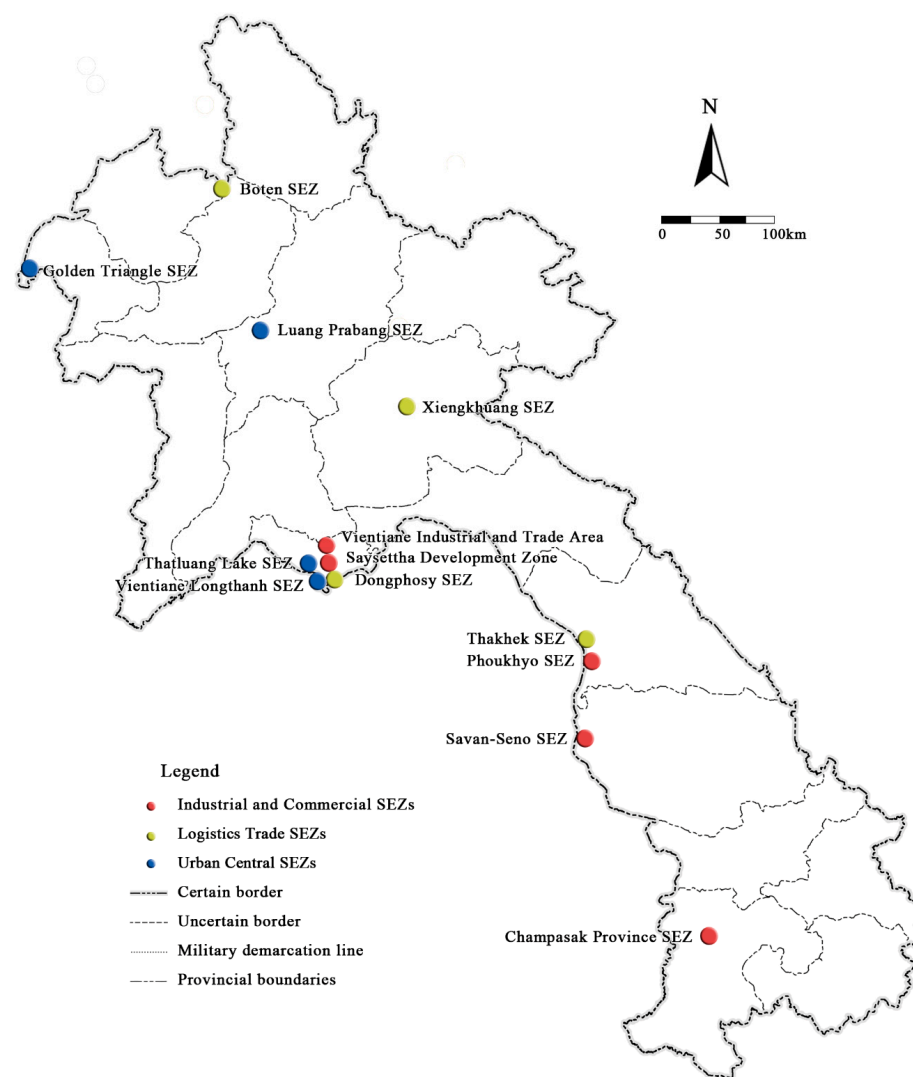 N
0 50 100km
Boten SEZ
Golden Triangle SEZ
Luang Prabang SEZ
Xiengkhuang SEZ
Vientiane Industrial and Trade Area
Thatluang Lake SEZ
Saysettha Development Zone
Vientiane Longthanh SEZ
Dongphosy SEZ
Thakhek SEZ
Phoukhyo SEZ
Savan-Seno SEZ
Champasak Province SEZ
Legend
Industrial and Commercial SEZs
Logistics Trade SEZs
Urban Central SEZs
Certain border
Uncertain border
Military demarcation line
Provincial boundaries